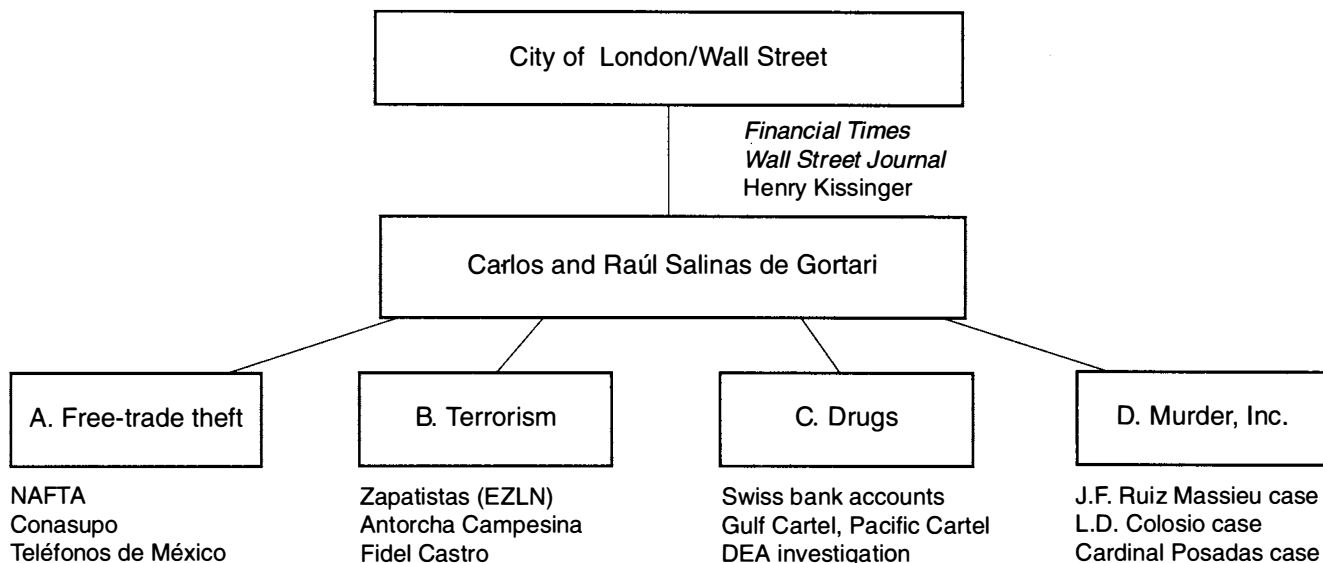 City of London/Wall Street
Financial Times
Wall Street Journal
Henry Kissinger
Carlos and Raúl Salinas de Gortari
A. Free-trade theft
NAFTA
Conasupo
Teléfonos de México
B. Terrorism
Zapatistas (EZLN)
Antorcha Campesina
Fidel Castro
C. Drugs
Swiss bank accounts
Gulf Cartel, Pacific Cartel
DEA investigation
D. Murder, Inc.
J.F. Ruiz Massieu case
L.D. Colosio case
Cardinal Posadas case